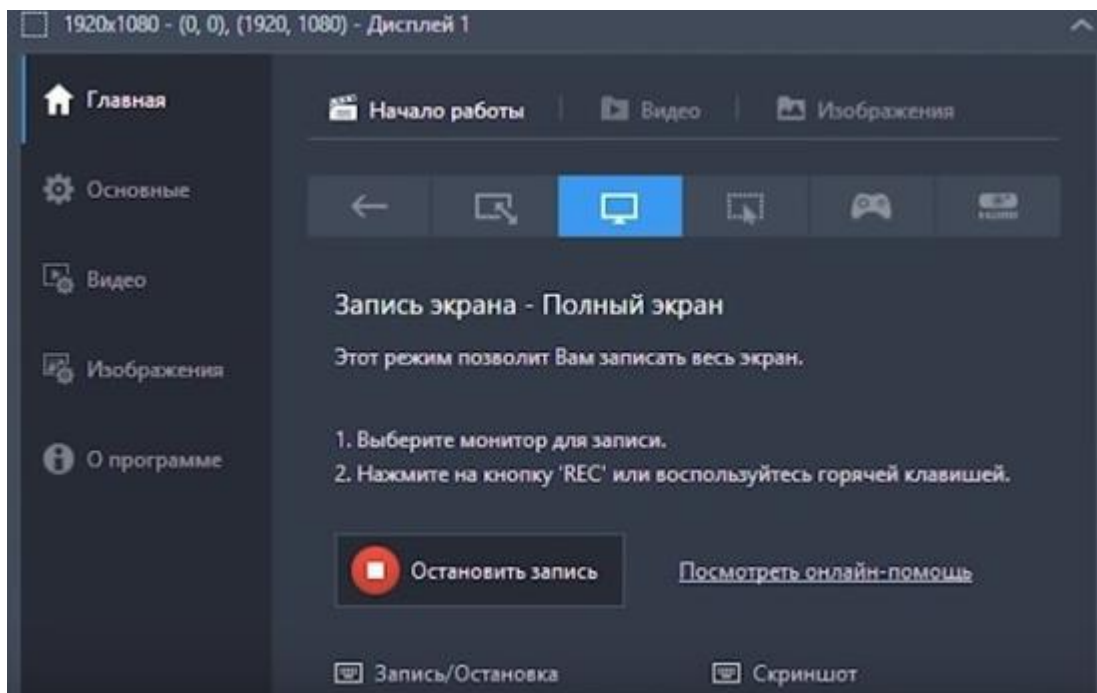 1920x1080 - (0, 0), (1920, 1080) - Дисплей 1
Главная
Начало работы
Видео
Изображения
Основные
Видео
Запись экрана - Полный экран
Изображения
Этот режим позволит Вам записать весь экран.
О программе
1. Выберите монитор для записи.
2. Нажмите на кнопку 'REC' или воспользуйтесь горячей клавишей.
Остановить запись
Посмотреть онлайн-помощь
Запись/Остановка
Скриншот